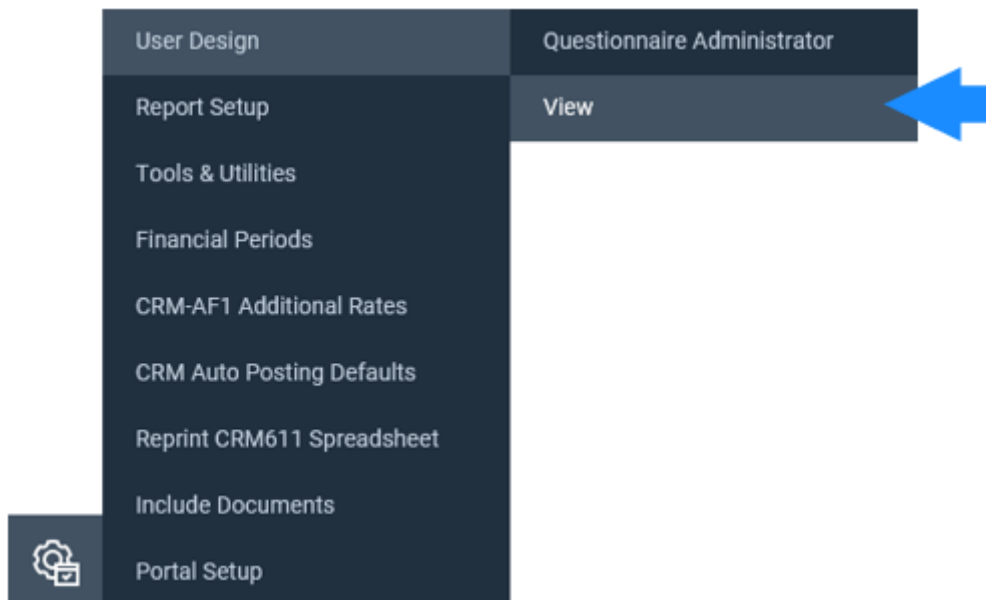 User Design
Report Setup
Tools & Utilities
Financial Periods
CRM-AF1 Additional Rates
CRM Auto Posting Defaults
Reprint CRM611 Spreadsheet
Include Documents
Portal Setup
Questionnaire Administrator
View